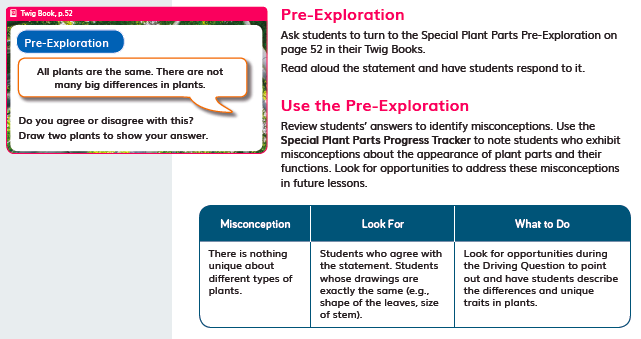 Twig Book, p.52
Pre-Exploration
All plants are the same. There are not
many big differences in plants.
Do you agree or disagree with this?
Draw two plants to show your answer.
Pre-Exploration
Ask students to turn to the Special Plant Parts Pre-Exploration on
page 52 in their Twig Books.
Read aloud the statement and have students respond to it.
Use the Pre-Exploration
Review students’ answers to identify misconceptions. Use the
Special Plant Parts Progress Tracker to note students who exhibit
misconceptions about the appearance of plant parts and their
functions. Look for opportunities to address these misconceptions
in future lessons.
Misconception
Look For
What to Do
There is nothing
unique about
different types of
plants.
Students who agree with
the statement. Students
whose drawings are
exactly the same (e.g.,
shape of the leaves, size
of stem).
Look for opportunities during
the Driving Question to point
out and have students describe
the differences and unique
traits in plants.